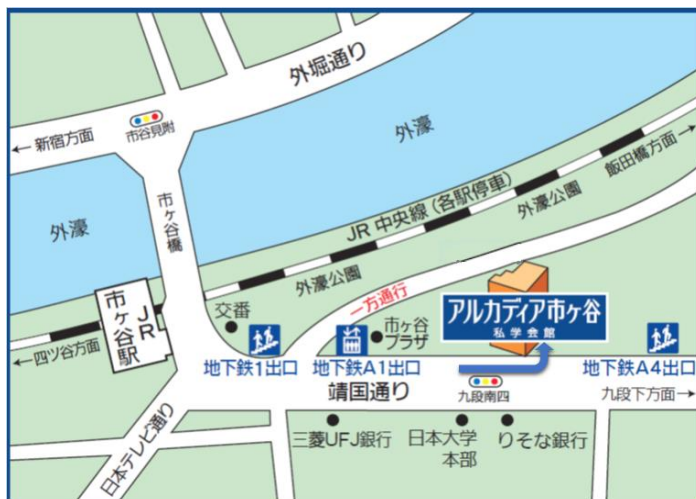 外堀通り
←新宿方面
市谷見附
外濠
飯田橋方面→
市ヶ谷橋
外濠
JR 中央線(各駅停車)
外濠公園
外濠公園
JR
市ヶ谷駅
交番
一方通行
市ヶ谷
プラザ
アルカディア市ヶ谷
私学会館
←四ツ谷方面
地下鉄1出口
地下鉄A1出口
地下鉄A4出口
靖国通り
九段南四
九段下方面→
日本テレビ通り
三菱UFJ銀行
日本大学
本部
りそな銀行